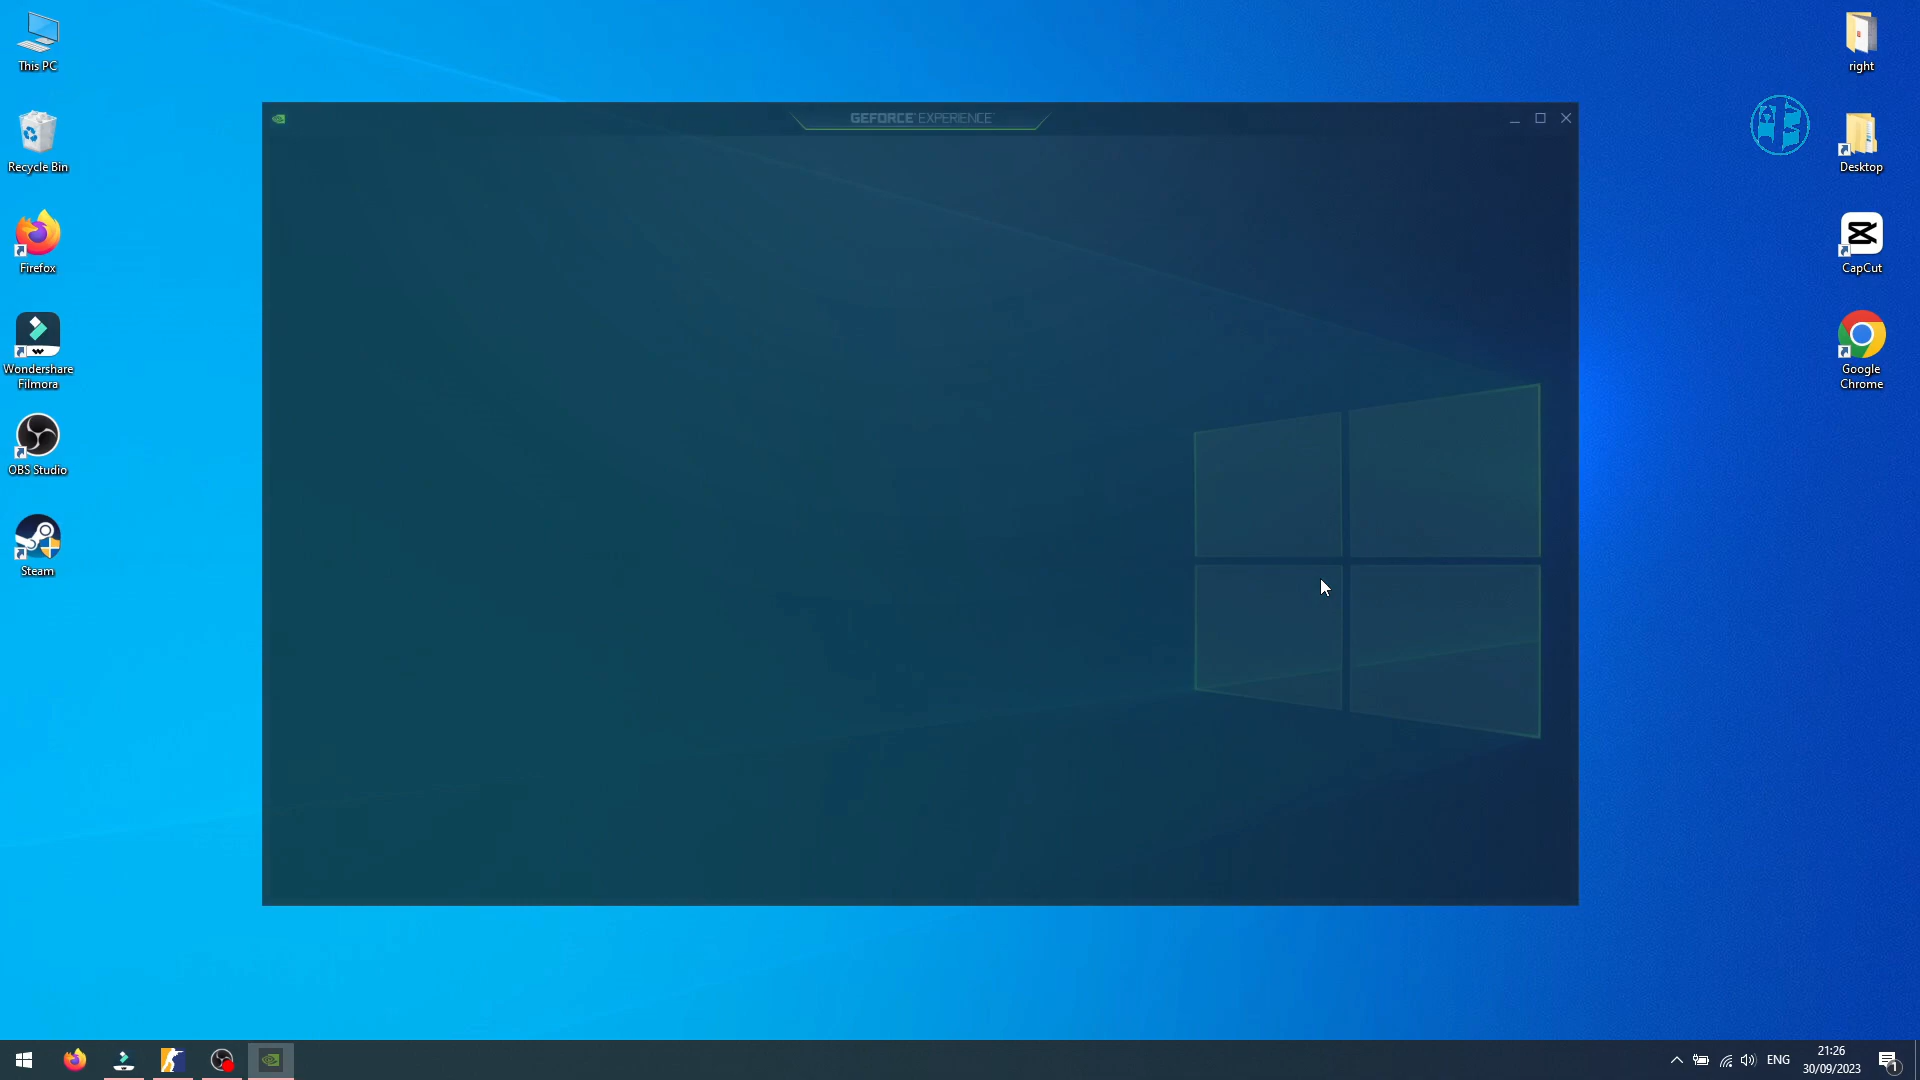 This PC
Recycle Bin
Firefox
Wondershare
Filmora
OBS Studio
Steam
GEFORCE EXPERIENCE
right
Desktop
CapCut
Google
Chrome
ENG
21:26
30/09/2023
1